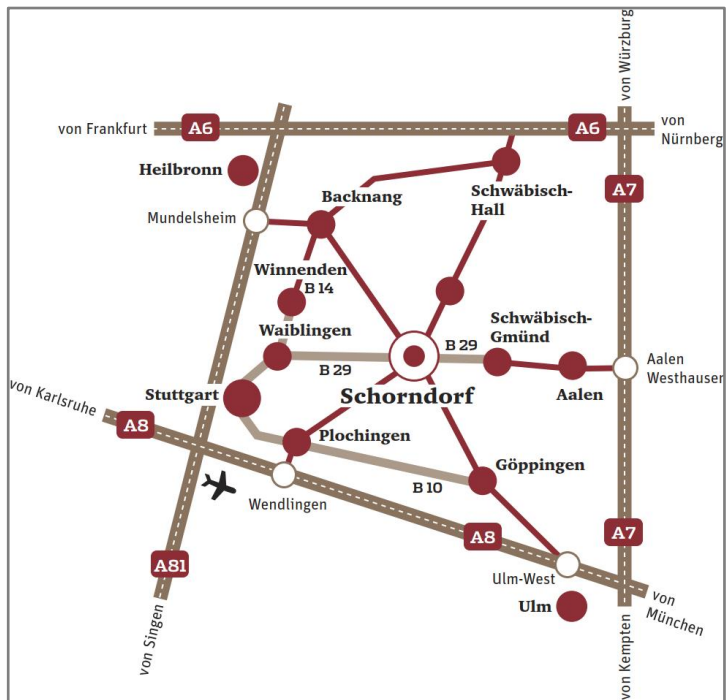 von Würzburg
von Frankfurt
A6
A6
von
Nürnberg
Heilbronn
Backnang
Schwäbisch-
Hall
A7
Mundelsheim
Winnenden
B 14
Waiblingen
B 29
B 29
Schwäbisch-
Gmünd
Aalen
Westhausen
Aalen
Schorndorf
Stuttgart
von Karlsruhe
A8
Plochingen
Göppingen
B 10
Wendlingen
A8
A7
A81
Ulm-West
Ulm
von
München
von Singen
von Kempten